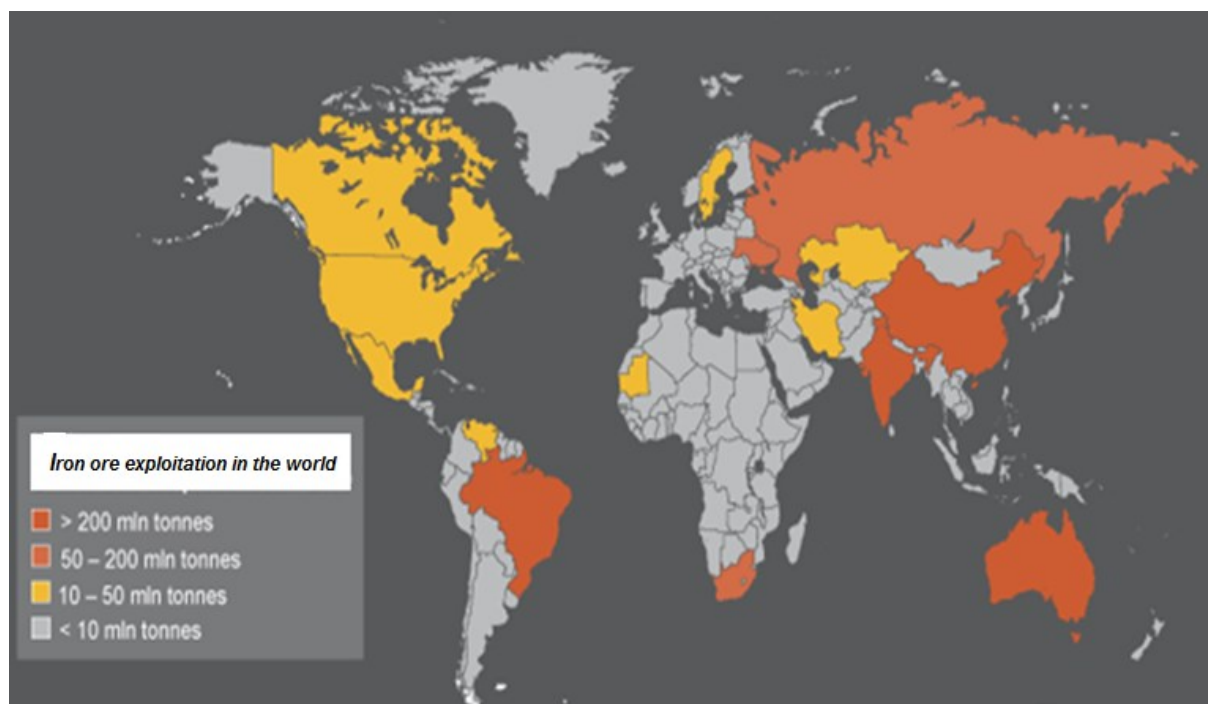 Iron ore exploitation in the world
> 200 mln tonnes
50 – 200 mln tonnes
10 – 50 mln tonnes
< 10 mln tonnes